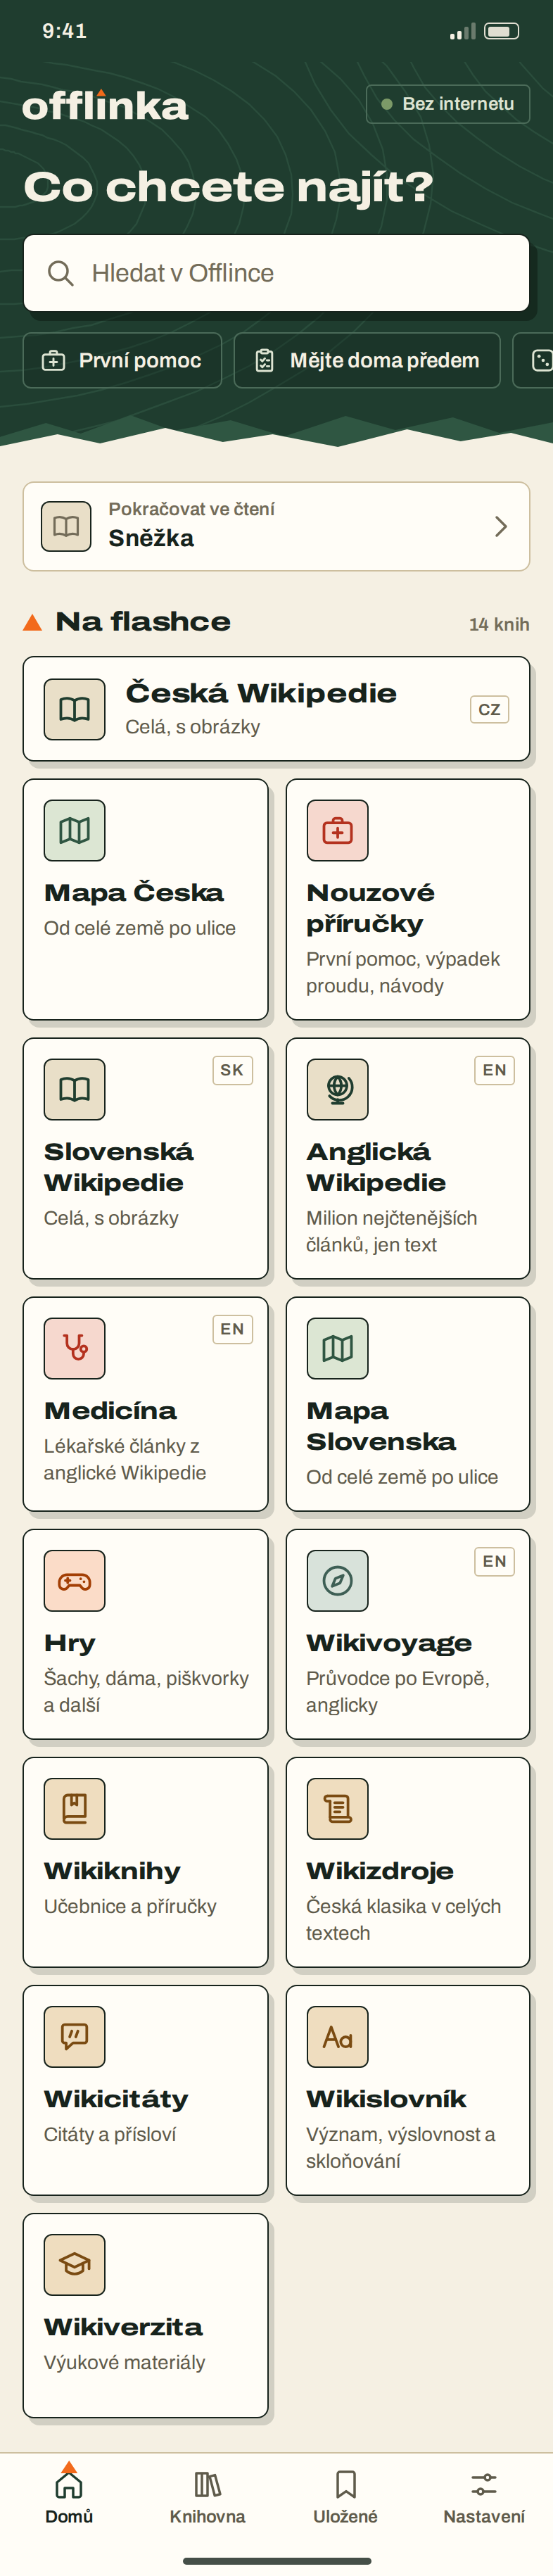 9:41
offlinka
Bez internetu
Co chcete najít?
Hledat v Offlince
První pomoc
Mějte doma předem
Pokračovat ve čtení
Sněžka
Na flashce
14 knih
Česká Wikipedie
Celá, s obrázky
CZ
Mapa Česka
Od celé země po ulice
Nouzové
příručky
První pomoc, výpadek
proudu, návody
SK
Slovenská
Wikipedie
Celá, s obrázky
EN
Anglická
Wikipedie
Milion nejčtenějších
článků, jen text
EN
Medicína
Lékařské články z
anglické Wikipedie
Mapa
Slovenska
Od celé země po ulice
Hry
Šachy, dáma, piškvorky
a další
EN
Wikivoyage
Průvodce po Evropě,
anglicky
Wikiknihy
Učebnice a příručky
Wikizdroje
Česká klasika v celých
textech
Wikicitáty
Citáty a přísloví
Wikislovník
Význam, výslovnost a
skloňování
Wikiverzita
Výukové materiály
Domů
Knihovna
Uložené
Nastavení